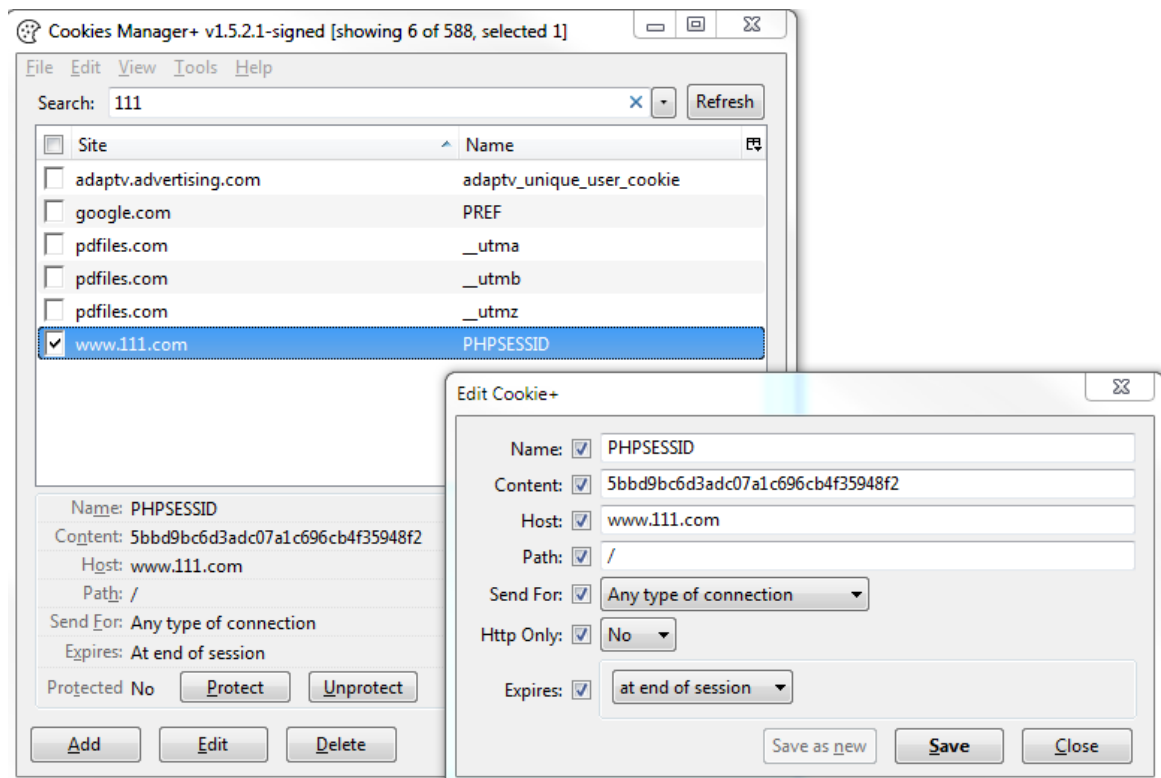 Cookies Manager+ v1.5.2.1-signed [showing 6 of 588, selected 1]
File Edit View Tools Help
Search: 111 Refresh
Site Name
adaptv.advertising.com adaptv_unique_user_cookie
google.com PREF
pdfiles.com __utma
pdfiles.com __utmb
pdfiles.com __utmz
www.111.com PHPSESSID
Name: PHPSESSID
Content: 5bbd9bc6d3adc07a1c696cb4f35948f2
Host: www.111.com
Path: /
Send For: Any type of connection
Expires: At end of session
Protected No Protect Unprotect
Add Edit Delete
Edit Cookie+
Name: PHPSESSID
Content: 5bbd9bc6d3adc07a1c696cb4f35948f2
Host: www.111.com
Path: /
Send For: Any type of connection
Http Only: No
Expires: at end of session
Save as new Save Close